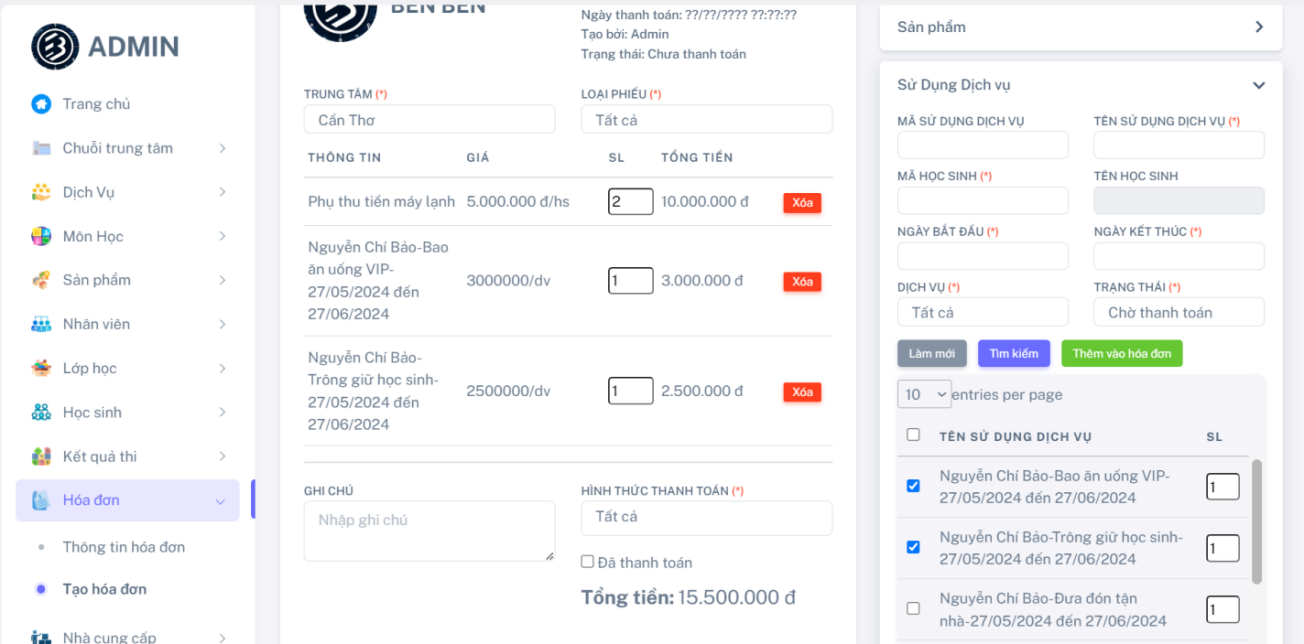 ADMIN
Trang chủ
Chuỗi trung tâm
Dịch Vụ
Môn Học
Sản phẩm
Nhân viên
Lớp học
Học sinh
Kết quả thi
Hóa đơn
Thông tin hóa đơn
Tạo hóa đơn
Nhà cung cấp
BEN BEN
Ngày thanh toán: ??/??/???? ??:??:??
Tạo bởi: Admin
Trạng thái: Chưa thanh toán
TRUNG TÂM (*)
Cần Thơ
LOẠI PHIẾU (*)
Tất cả
THÔNG TIN GIÁ SL TỔNG TIỀN
Phụ thu tiền máy lạnh 5.000.000 đ/hs 2 10.000.000 đ Xóa
Nguyễn Chí Bảo-Bao
ăn uống VIP-
27/05/2024 đến
27/06/2024
3000000/dv 1 3.000.000 đ Xóa
Nguyễn Chí Bảo-
Trông giữ học sinh-
27/05/2024 đến
27/06/2024
2500000/dv 1 2.500.000 đ Xóa
GHI CHÚ
Nhập ghi chú
HÌNH THỨC THANH TOÁN (*)
Tất cả
Đã thanh toán
Tổng tiền: 15.500.000 đ
Sản phẩm
Sử Dụng Dịch vụ
MÃ SỬ DỤNG DỊCH VỤ TÊN SỬ DỤNG DỊCH VỤ (*)
MÃ HỌC SINH (*) TÊN HỌC SINH
NGÀY BẮT ĐẦU (*) NGÀY KẾT THÚC (*)
DỊCH VỤ (*) TRẠNG THÁI (*)
Tất cả Chờ thanh toán
Làm mới Tìm kiếm Thêm vào hóa đơn
10 entries per page
TÊN SỬ DỤNG DỊCH VỤ SL
Nguyễn Chí Bảo-Bao ăn uống VIP-
27/05/2024 đến 27/06/2024
1
Nguyễn Chí Bảo-Trông giữ học sinh-
27/05/2024 đến 27/06/2024
1
Nguyễn Chí Bảo-Đưa đón tận
nhà-27/05/2024 đến 27/06/2024
1